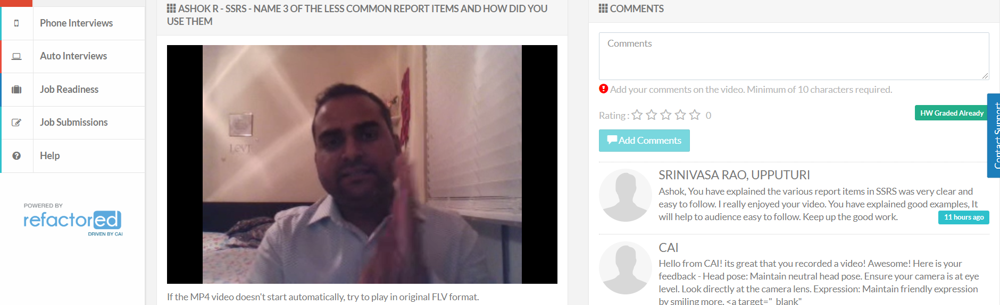 Phone Interviews
Auto Interviews
Job Readiness
Job Submissions
Help
POWERED BY
refactored
DRIVEN BY CAI
ASHOK R - SSRS - NAME 3 OF THE LESS COMMON REPORT ITEMS AND HOW DID YOU
USE THEM
If the MP4 video doesn't start automatically, try to play in original FLV format.
COMMENTS
Comments
Add your comments on the video. Minimum of 10 characters required.
Rating : 0
HW Graded Already
Add Comments
Contact Support
SRINIVASA RAO, UPPUTURI
Ashok, You have explained the various report items in SSRS was very clear and
easy to follow. I really enjoyed your video. You have explained good examples, It
will help to audience easy to follow. Keep up the good work.
11 hours ago
CAI
Hello from CAI! its great that you recorded a video! Awesome! Here is your
feedback - Head pose: Maintain neutral head pose. Ensure your camera is at eye
level. Look directly at the camera lens. Expression: Maintain friendly expression
by smiling more. <a target="_blank"